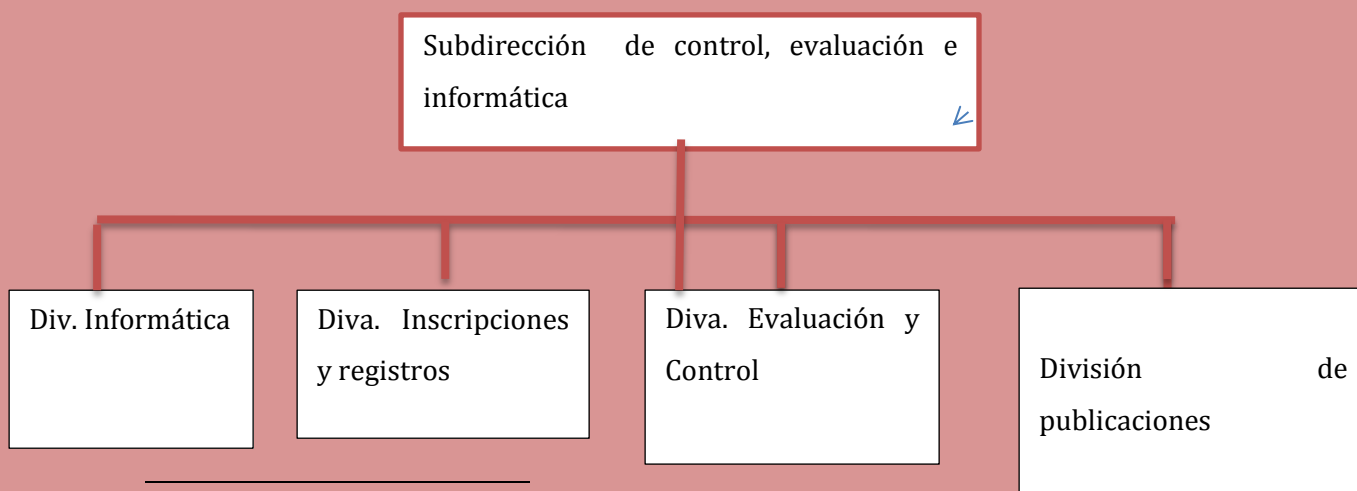 Subdirección de control, evaluación e
informática
Div. Informática
Diva. Inscripciones
y registros
Diva. Evaluación y
Control
División de
publicaciones